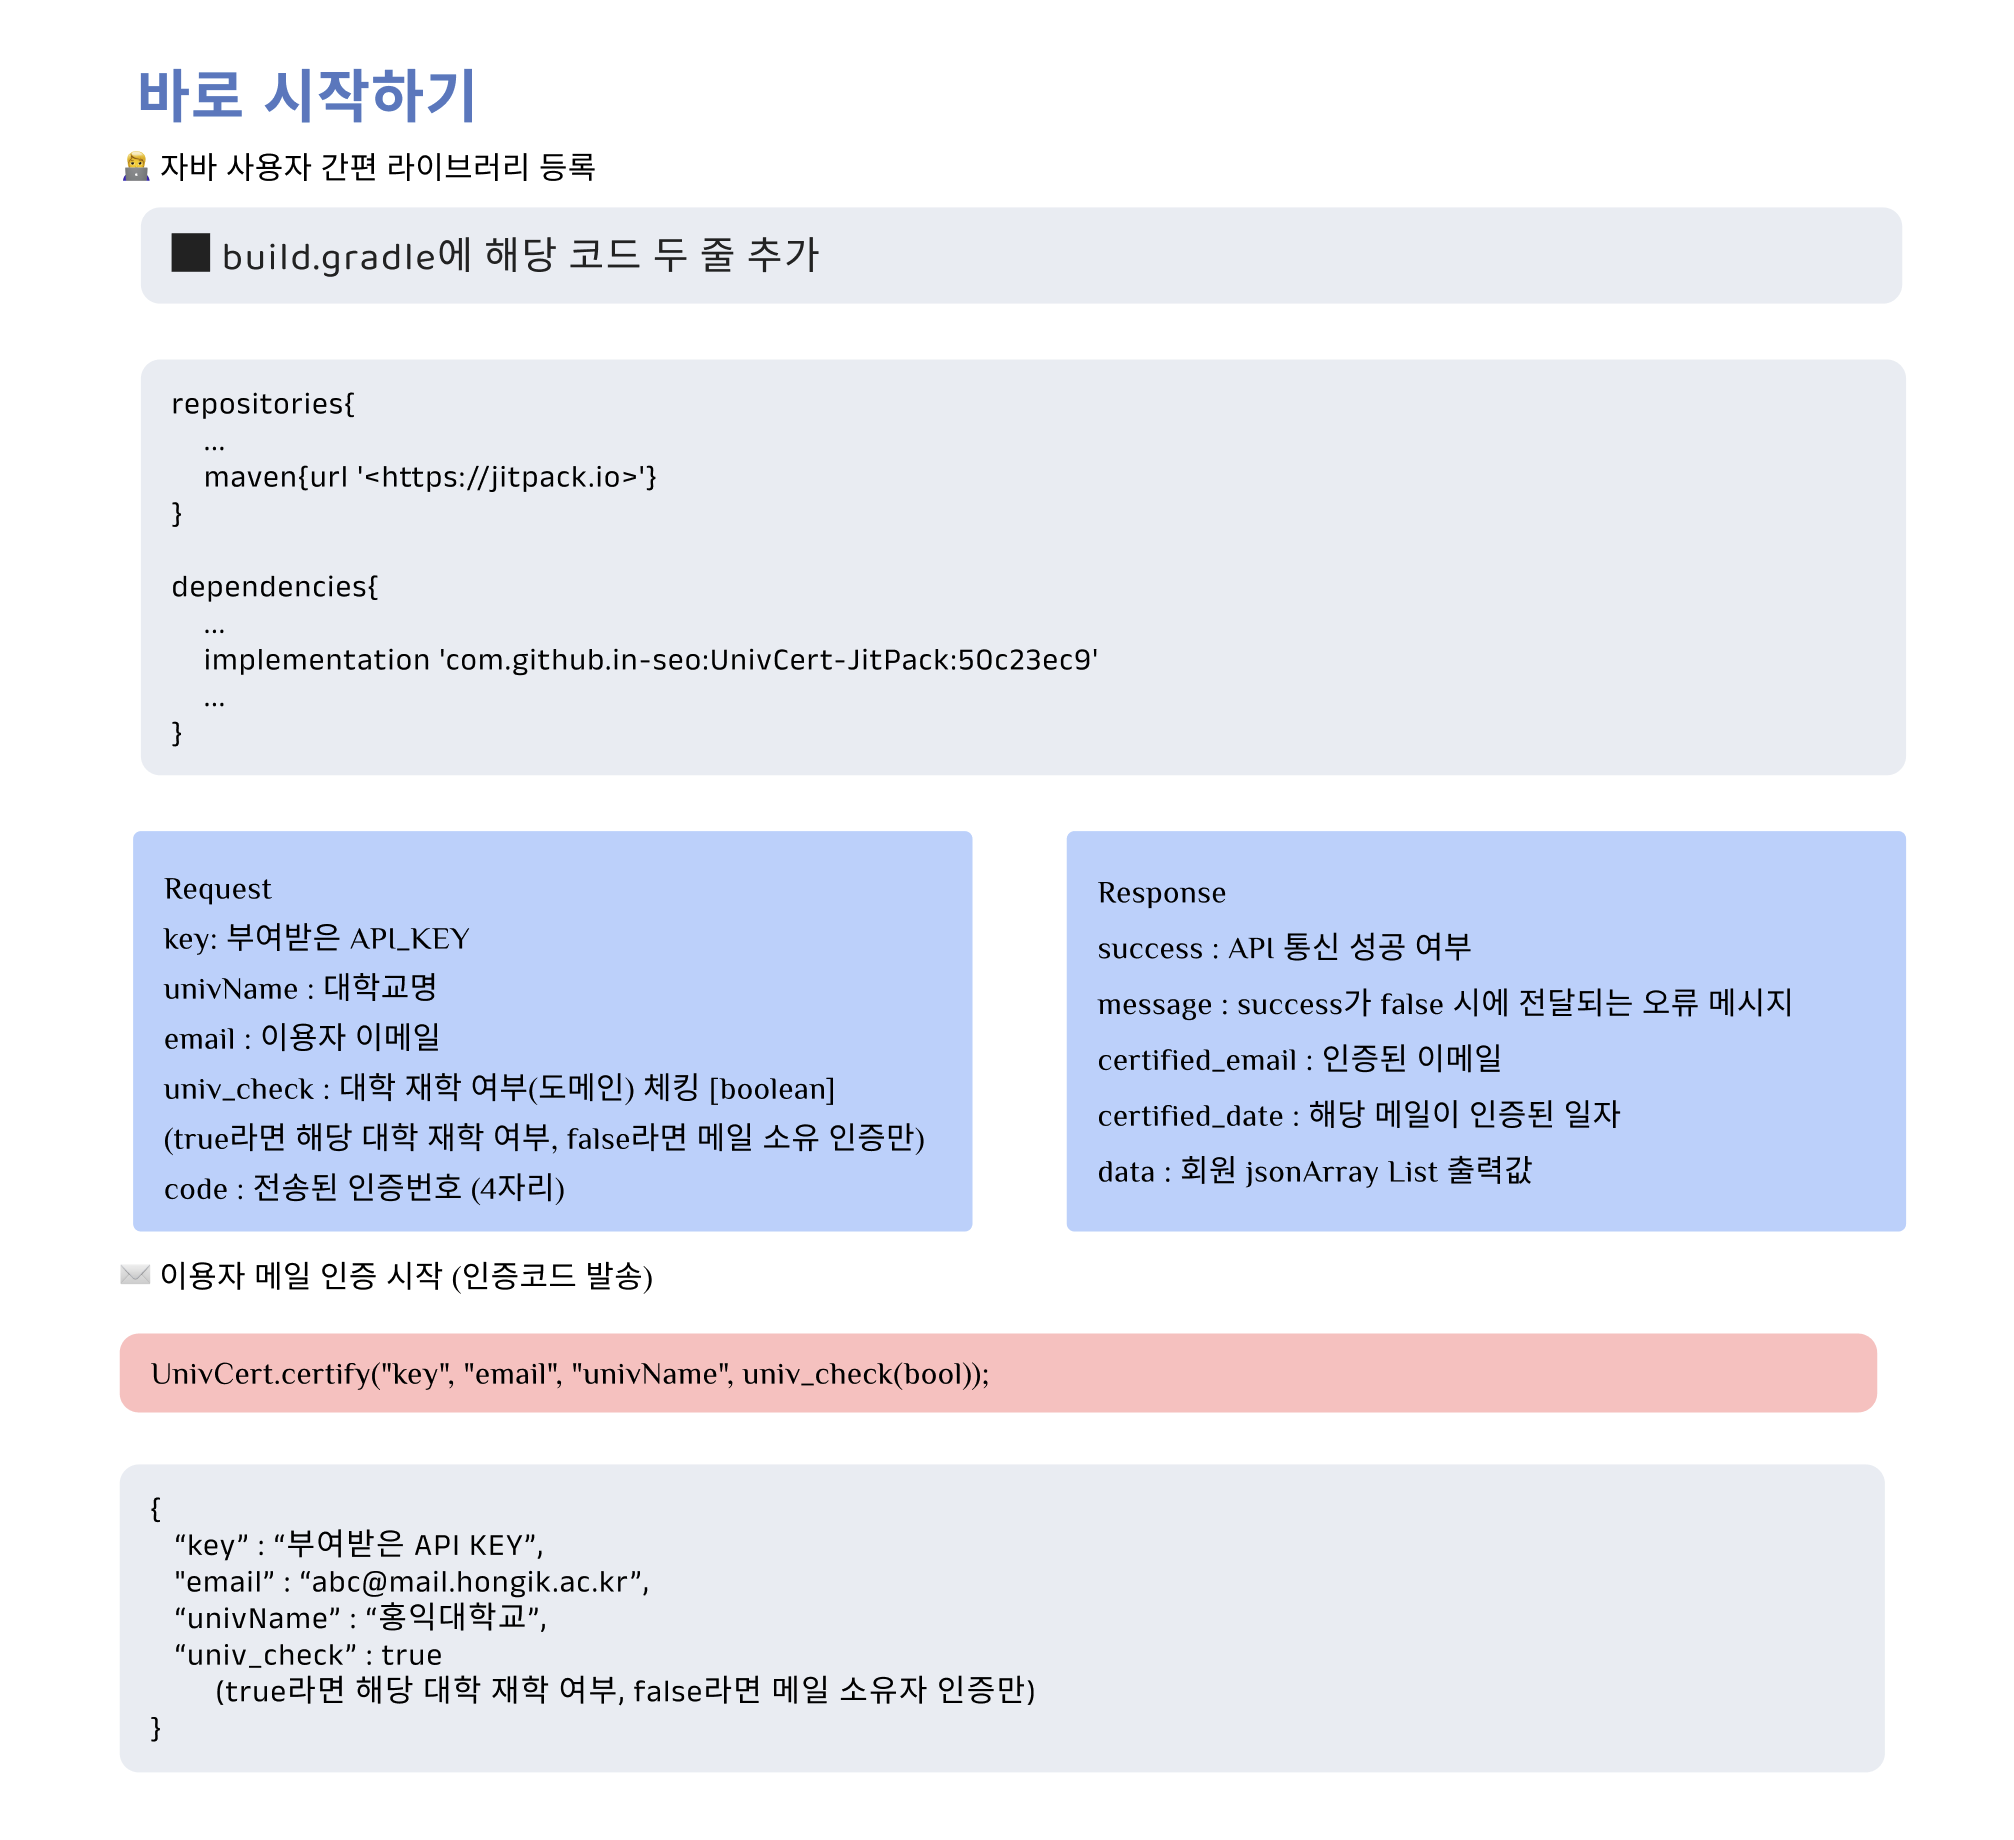 바로 시작하기
👩‍💻 자바 사용자 간편 라이브러리 등록
⬛ build.gradle에 해당 코드 두 줄 추가
repositories{
...
maven{url '<https://jitpack.io>'}
}
dependencies{
...
implementation 'com.github.in-seo:UnivCert-JitPack:50c23ec9'
...
}
Request
key: 부여받은 API_KEY
univName : 대학교명
email : 이용자 이메일
univ_check : 대학 재학 여부(도메인) 체킹 [boolean]
(true라면 해당 대학 재학 여부, false라면 메일 소유 인증만)
code : 전송된 인증번호 (4자리)
Response
success : API 통신 성공 여부
message : success가 false 시에 전달되는 오류 메시지
certified_email : 인증된 이메일
certified_date : 해당 메일이 인증된 일자
data : 회원 jsonArray List 출력값
✉️ 이용자 메일 인증 시작 (인증코드 발송)
UnivCert.certify("key", "email", "univName", univ_check(bool));
{
“key” : “부여받은 API KEY”,
"email” : “abc@mail.hongik.ac.kr”,
“univName” : “홍익대학교”,
“univ_check” : true
(true라면 해당 대학 재학 여부, false라면 메일 소유자 인증만)
}